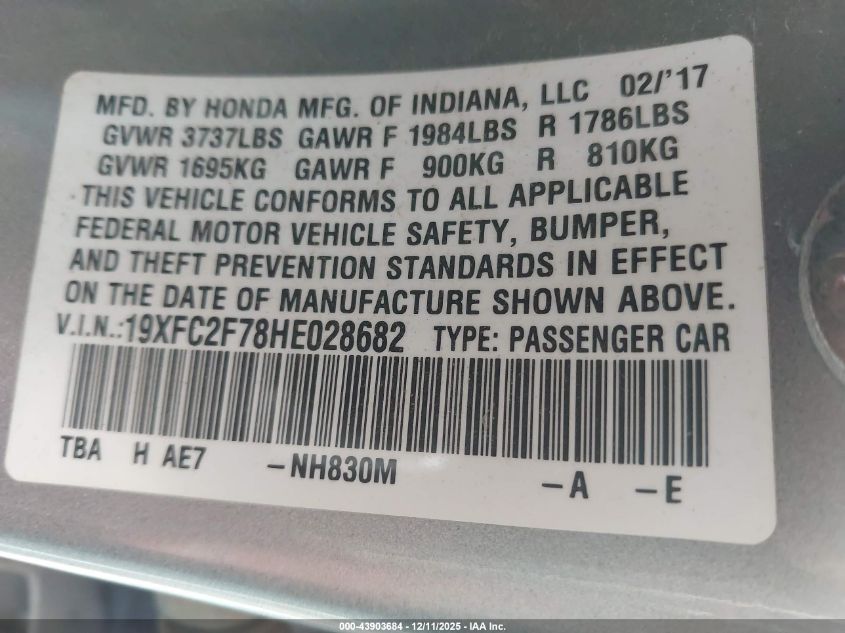 MFD. BY HONDA MFG. OF INDIANA, LLC 02/'17
GVWR 3737LBS GAWR F 1984LBS R 1786LBS
GVWR 1695KG GAWR F 900KG R 810KG
THIS VEHICLE CONFORMS TO ALL APPLICABLE
FEDERAL MOTOR VEHICLE SAFETY, BUMPER,
AND THEFT PREVENTION STANDARDS IN EFFECT
ON THE DATE OF MANUFACTURE SHOWN ABOVE.
V.I.N.:19XFC2F78HE028682 TYPE: PASSENGER CAR
TBA H AE7 -NH830M -A -E
000-43903684 - 12/11/2025 - IAA Inc.